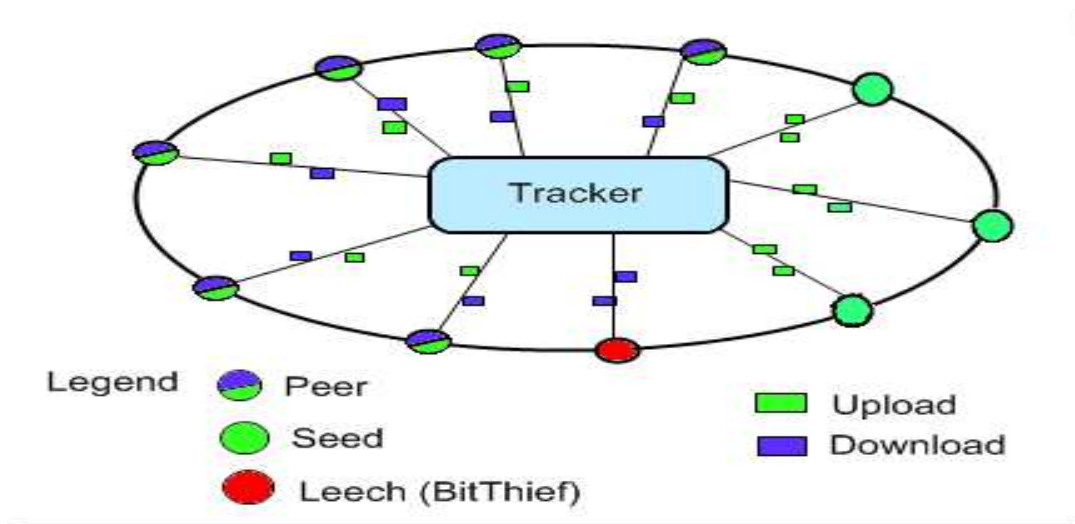 Tracker
Legend
Peer
Seed
Leech (BitThief)
Upload
Download